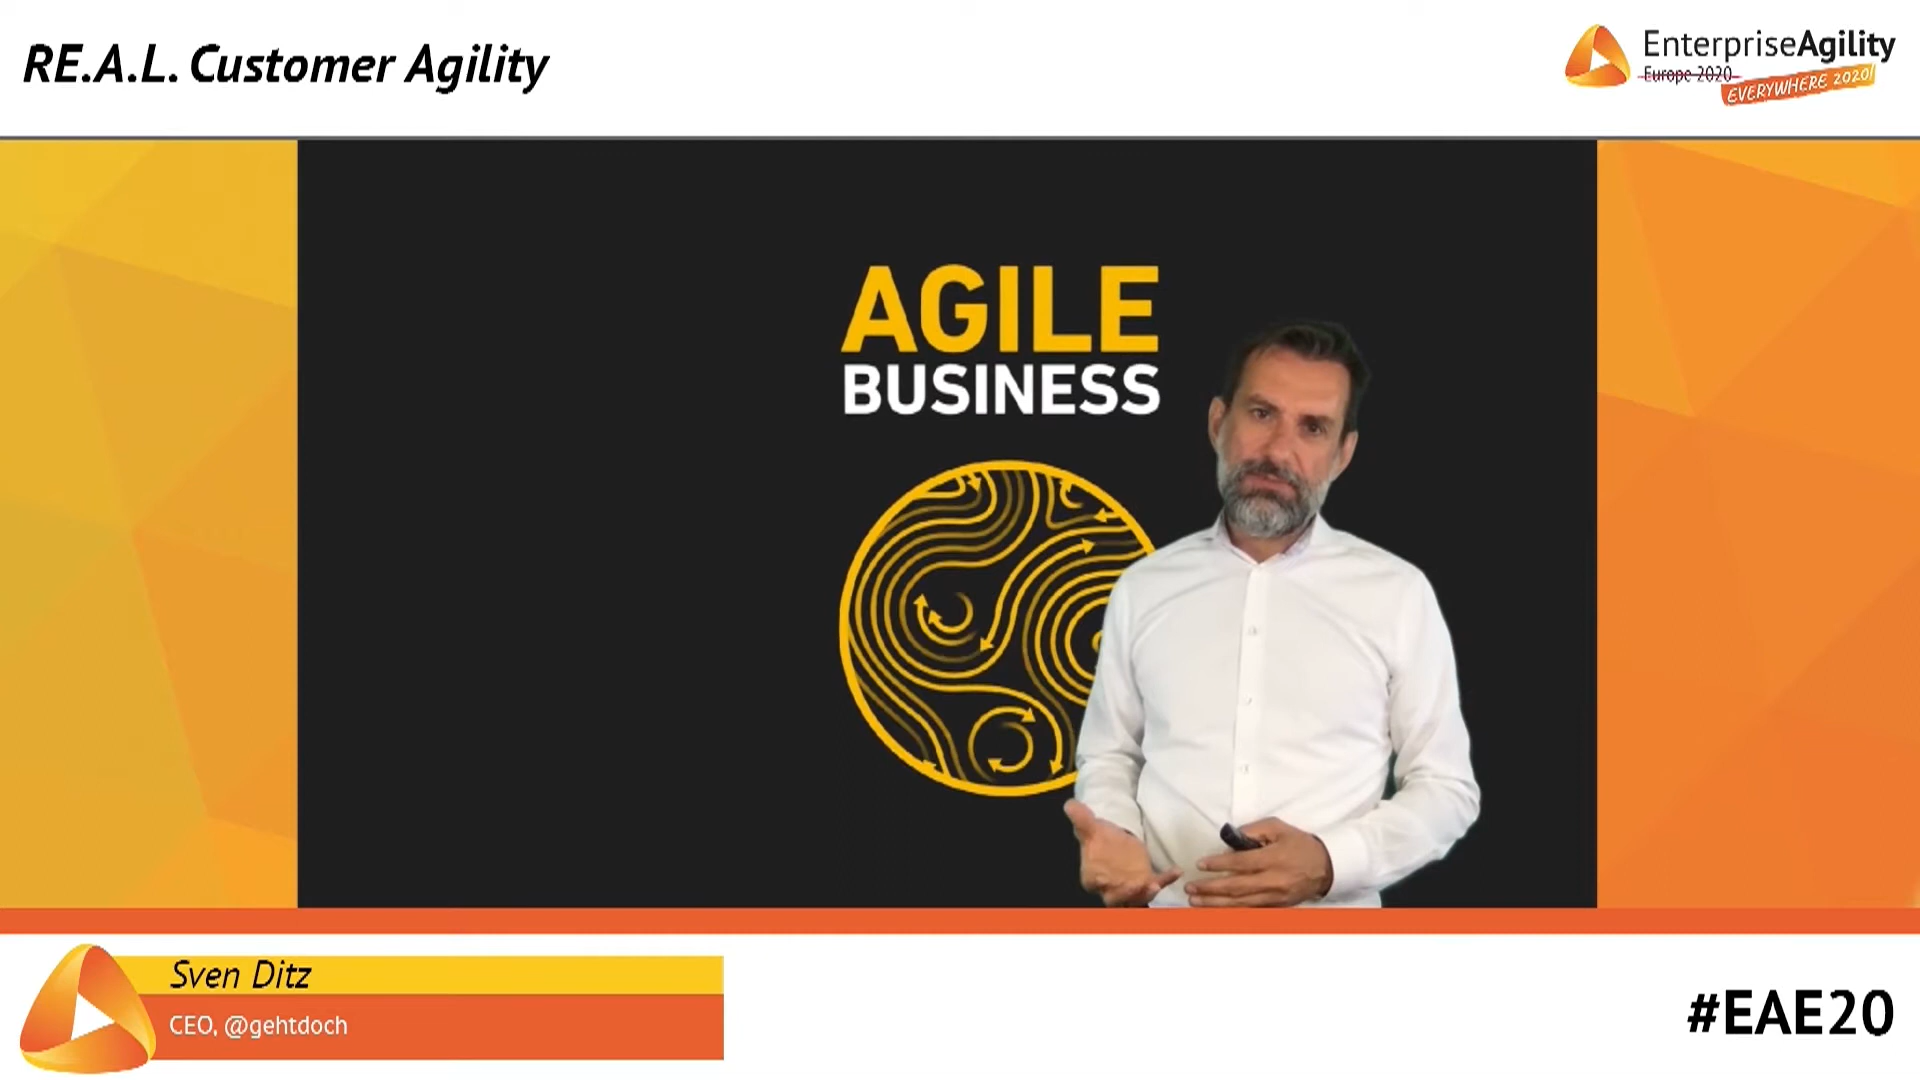 RE.A.L. Customer Agility
EnterpriseAgility
Europe 2020
EVERYWHERE 2020!
AGILE
BUSINESS
Sven Ditz
CEO, @gehtdoch
#EAE20